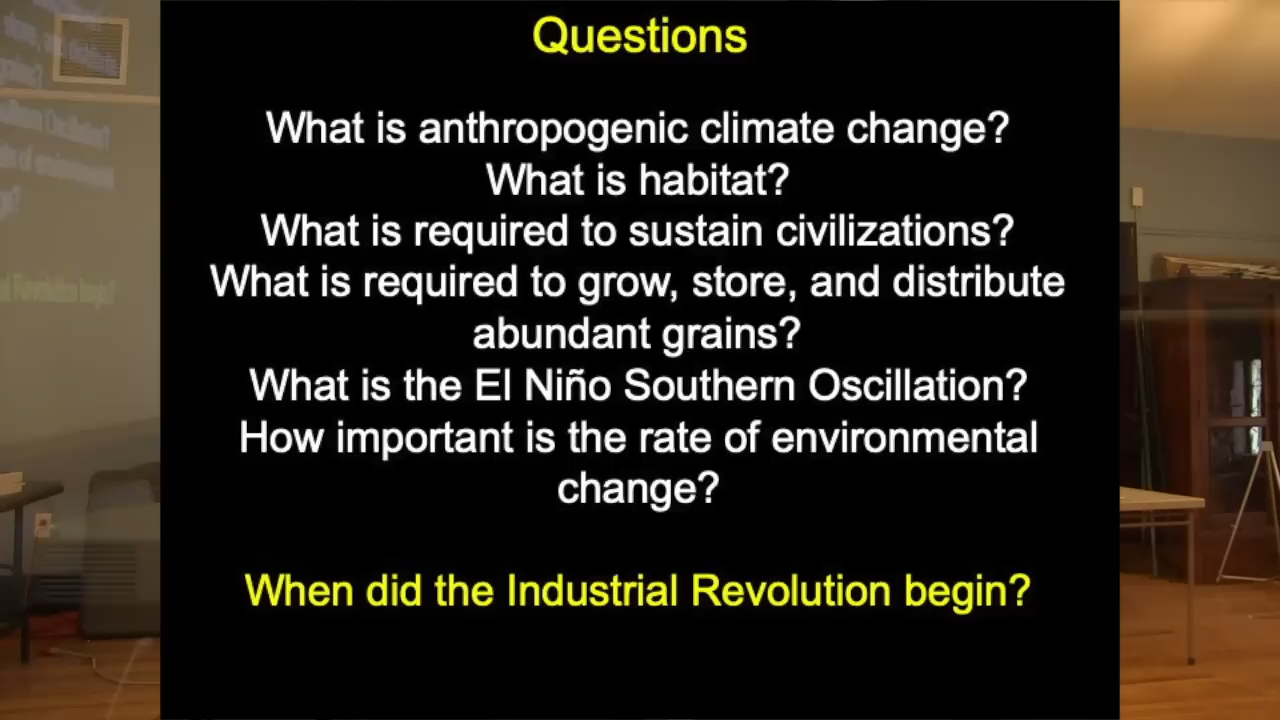 Questions
What is anthropogenic climate change?
What is habitat?
What is required to sustain civilizations?
What is required to grow, store, and distribute
abundant grains?
What is the El Niño Southern Oscillation?
How important is the rate of environmental
change?
When did the Industrial Revolution begin?